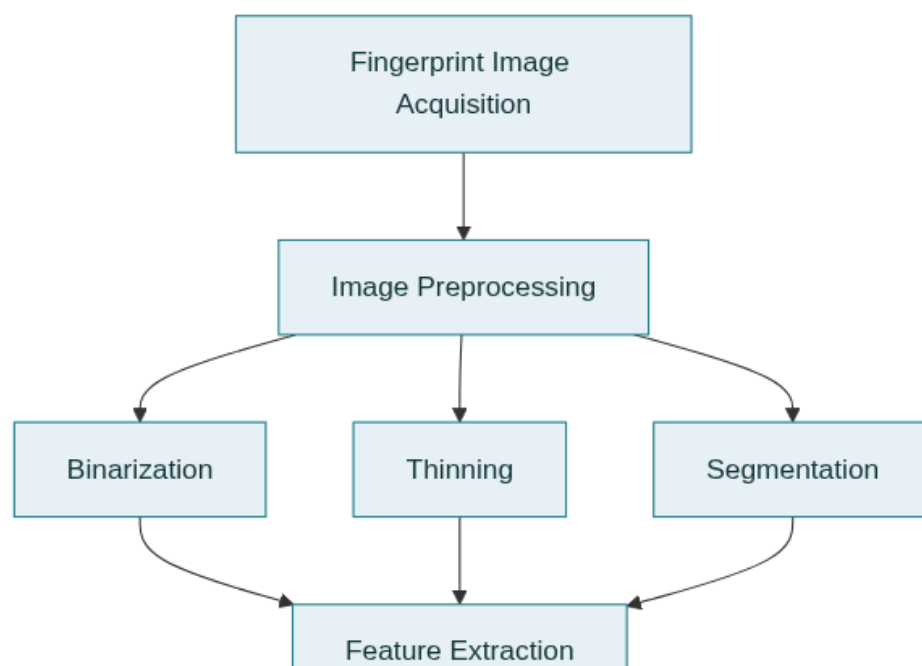 Fingerprint Image
Acquisition
Image Preprocessing
Binarization
Thinning
Segmentation
Feature Extraction